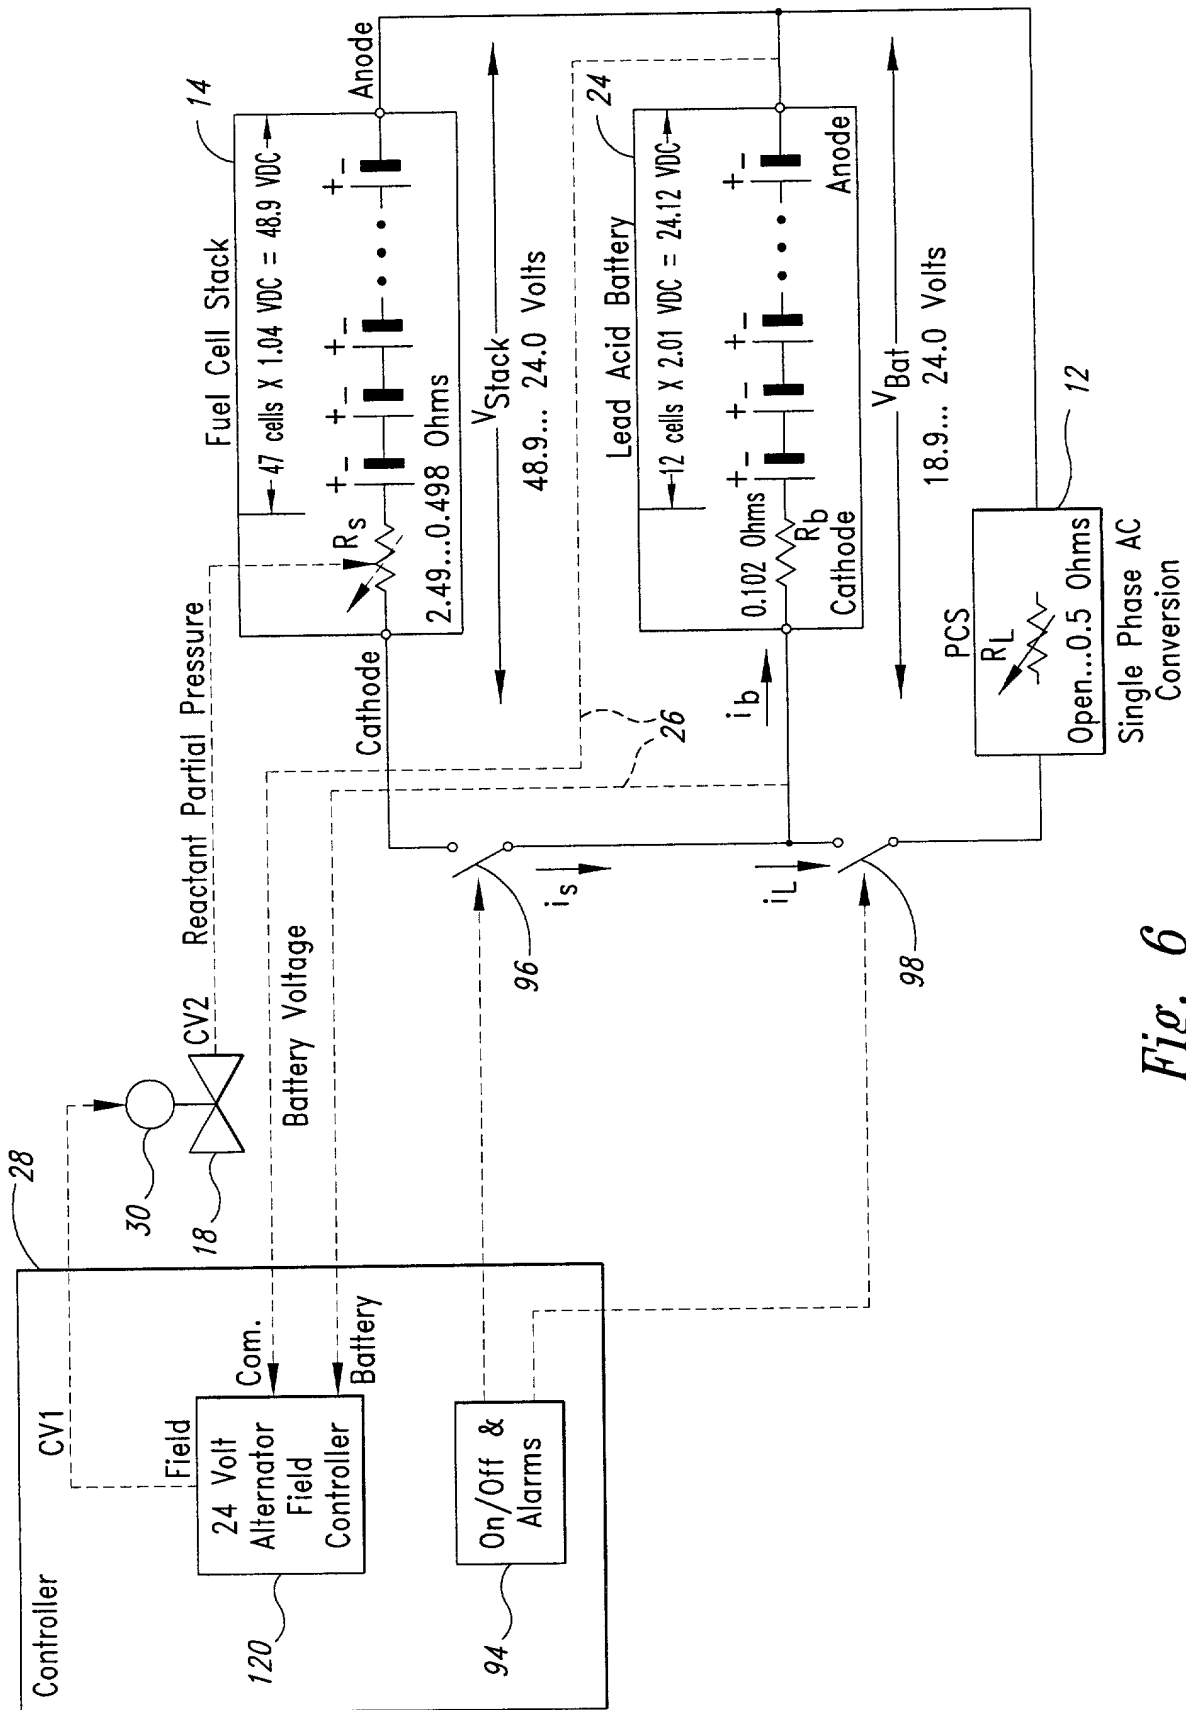 Controller
28
CV1
Field
24 Volt
Alternator
Field
Controller
Com.
Battery
120
On/Off &
Alarms
94
30
18
CV2
Reactant Partial Pressure
Battery Voltage
96
98
i_s
i_L
i_b
26
Cathode
Fuel Cell Stack
14
47 cells X 1.04 VDC = 48.9 VDC
R_s
+ -
+ -
+ -
+ -
2.49...0.498 Ohms
Anode
V_Stack
48.9... 24.0 Volts
Lead Acid Battery
24
12 cells X 2.01 VDC = 24.12 VDC
0.102 Ohms
+ -
+ -
+ -
+ -
R_b
Cathode
Anode
V_Bat
18.9... 24.0 Volts
12
PCS
R_L
Open...0.5 Ohms
Single Phase AC
Conversion
Fig. 6